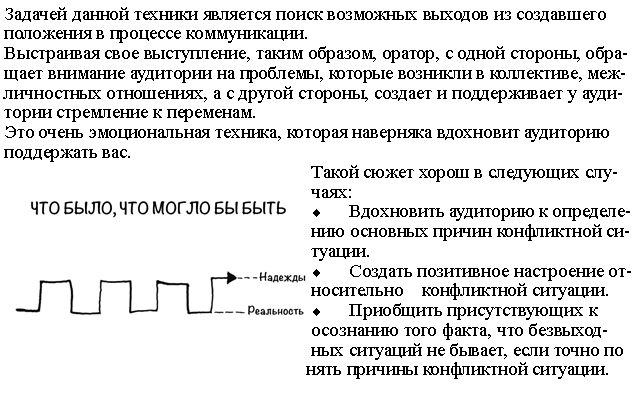 Задачей данной техники является поиск возможных выходов из создавшего
положения в процессе коммуникации.
Выстраивая свое выступление, таким образом, оратор, с одной стороны, обра-
щает внимание аудитории на проблемы, которые возникли в коллективе, меж-
личностных отношениях, а с другой стороны, создает и поддерживает у ауди-
тории стремление к переменам.
Это очень эмоциональная техника, которая наверняка вдохновит аудиторию
поддержать вас.
ЧТО БЫЛО, ЧТО МОГЛО БЫ БЫТЬ
Надежды
Реальность
Такой сюжет хорош в следующих слу-
чаях:
♦ Вдохновить аудиторию к определе-
нию основных причин конфликтной си-
туации.
♦ Создать позитивное настроение от-
носительно конфликтной ситуации.
♦ Приобщить присутствующих к
осознанию того факта, что безвыход-
ных ситуаций не бывает, если точно по
нять причины конфликтной ситуации.